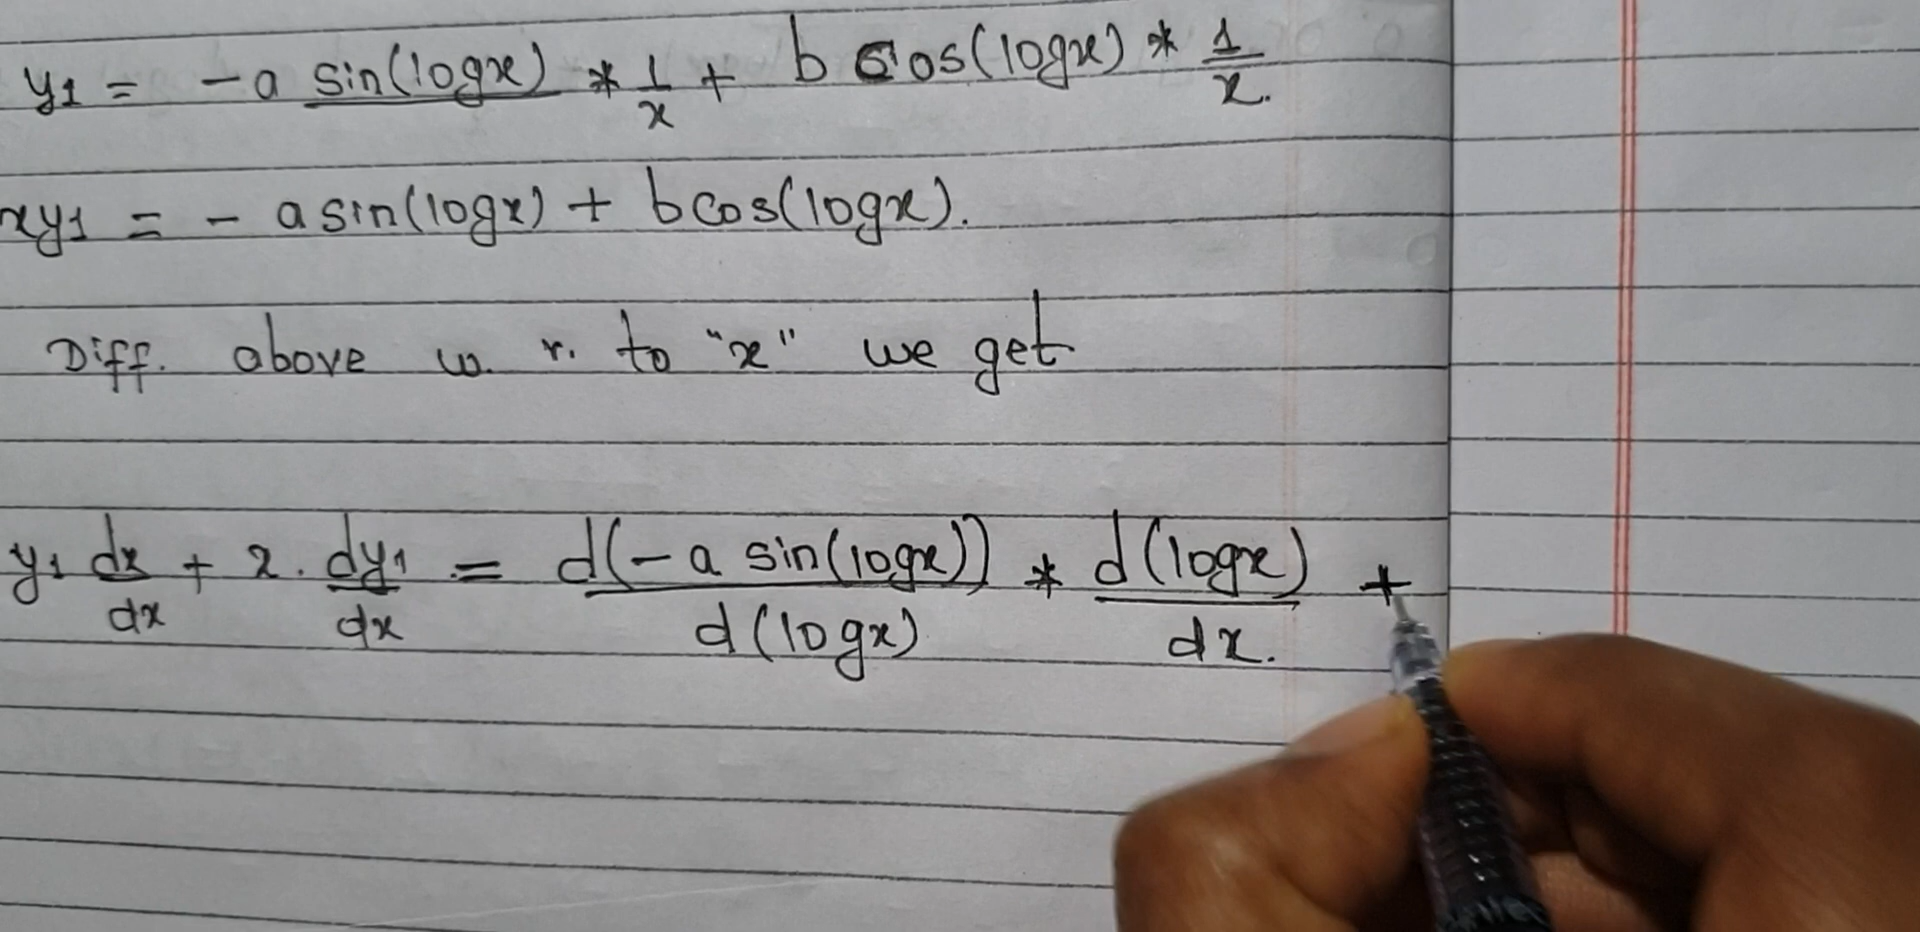 y1 = - a sin(logx) * 1/x + b cos(logx) * 1/x.
xy1 = - a sin(logx) + b cos(logx).
Diff. above w. r. to "x" we get
y1 dx/dx + x. dy1/dx = d(-a sin(logx))/d(logx) * d(logx)/dx. +